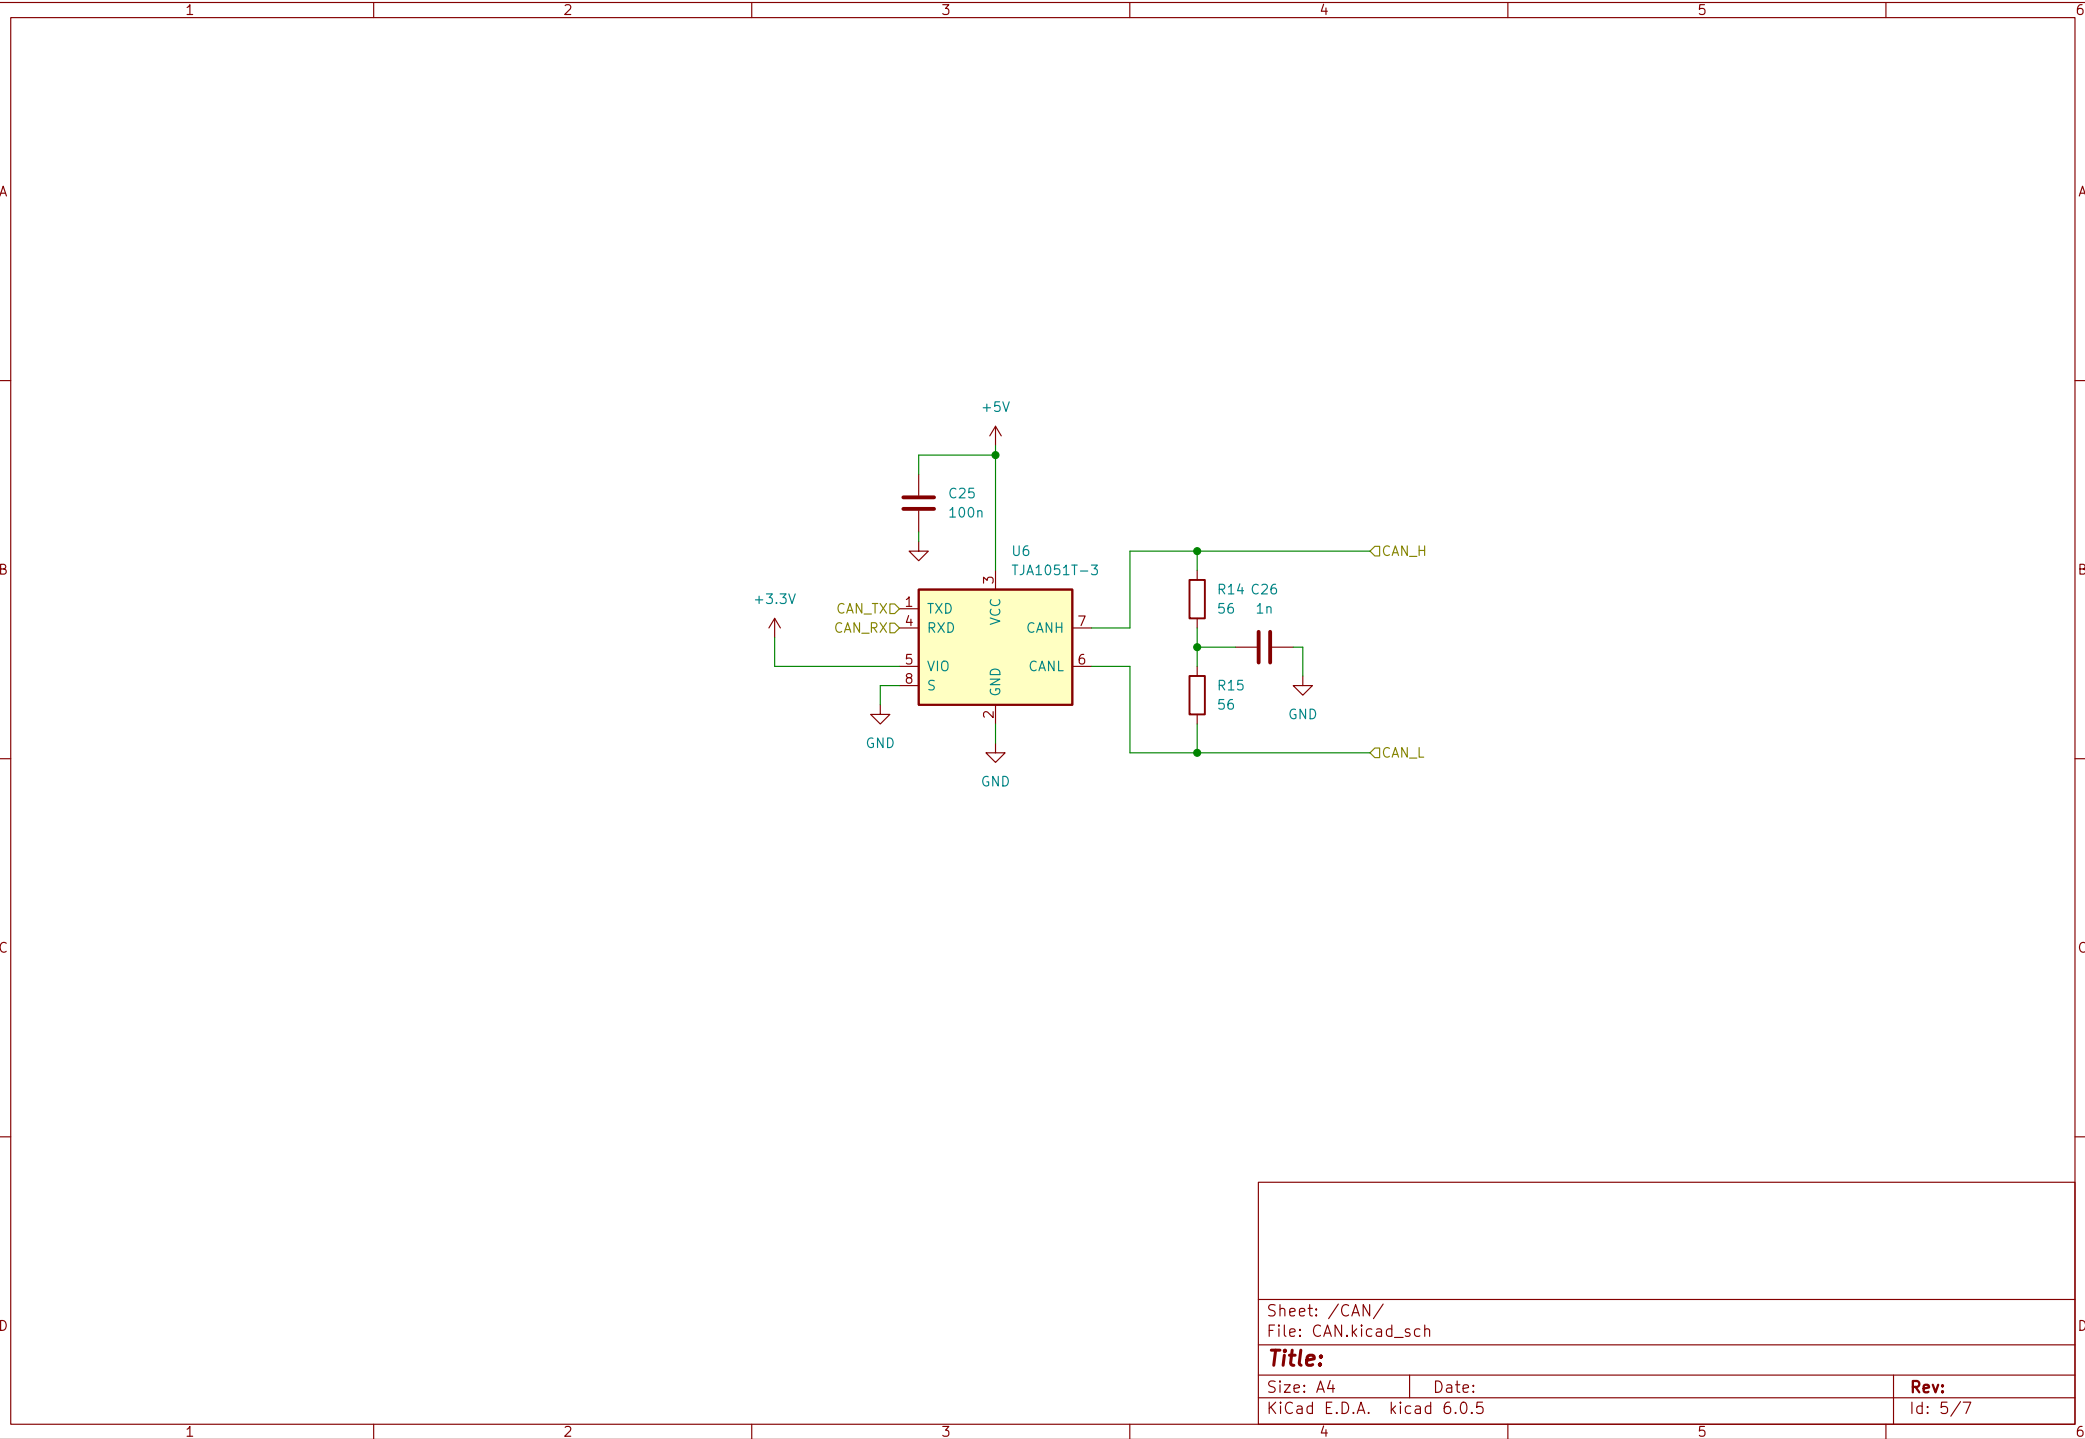 1 2 3 4 5 6
A A
+5V
C25
100n
U6
TJA1051T-3
CAN_H
B B
3
+3.3V
CAN_TX 1 TXD VCC
CAN_RX 4 RXD CANH 7
R14 C26
56 1n
5 VIO GND CANL 6
8 S
R15
56
2
GND
GND
CAN_L
GND
C C
Sheet: /CAN/
File: CAN.kicad_sch
D D
Title:
Size: A4 Date: Rev:
KiCad E.D.A. kicad 6.0.5 Id: 5/7
1 2 3 4 5 6